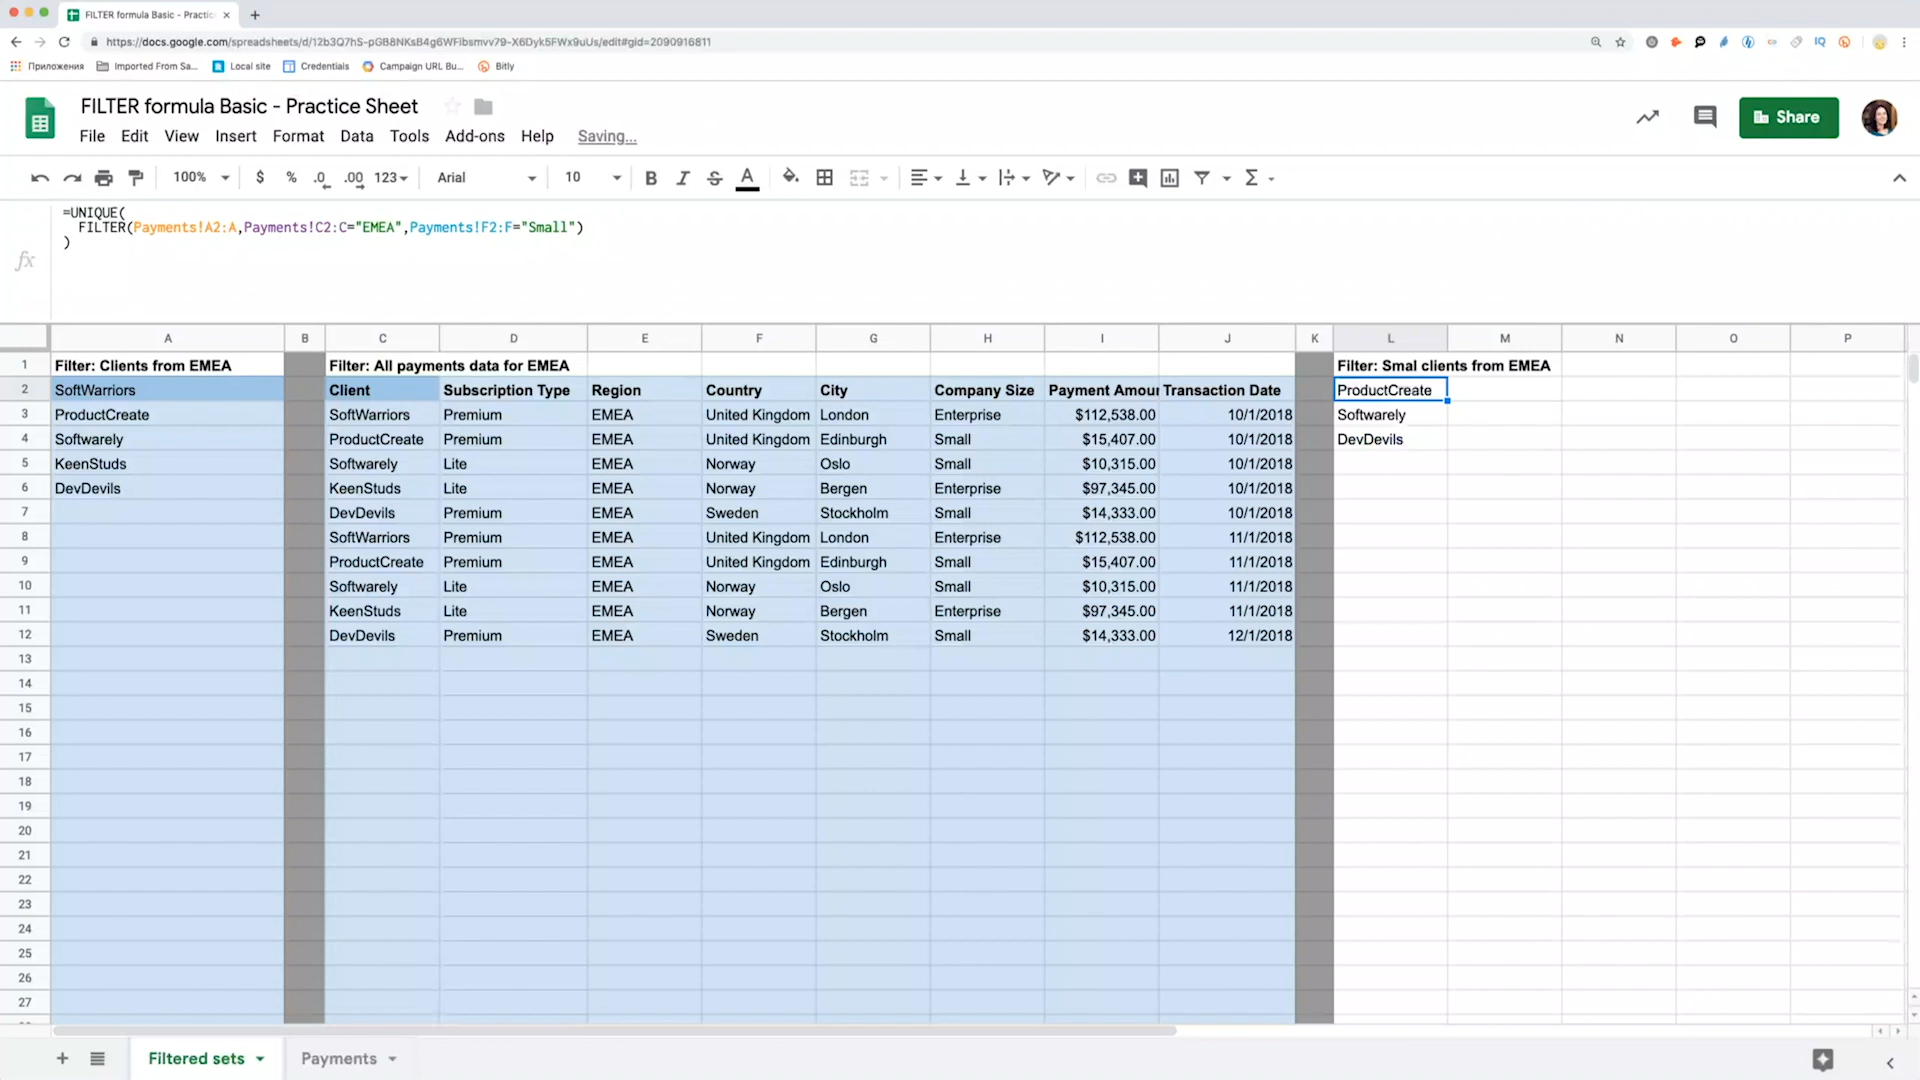 FILTER formula Basic - Practic
https://docs.google.com/spreadsheets/d/12b3Q7hS-pGB8NKsB4g6WFibsmvv79-X6Dyk5FWx9uUs/edit#gid=2090916811
Приложения Imported From Sa... Local site Credentials Campaign URL Bu... Bitly
FILTER formula Basic - Practice Sheet
File Edit View Insert Format Data Tools Add-ons Help Saving...
Share
100% $ % .0 .00 123 Arial 10 B I S A
=UNIQUE(
FILTER(Payments!A2:A,Payments!C2:C="EMEA",Payments!F2:F="Small")
)
fx
A B C D E F G H I J K L M N O P
1 Filter: Clients from EMEA Filter: All payments data for EMEA Filter: Smal clients from EMEA
2 SoftWarriors Client Subscription Type Region Country City Company Size Payment Amour Transaction Date ProductCreate
3 ProductCreate SoftWarriors Premium EMEA United Kingdom London Enterprise $112,538.00 10/1/2018 Softwarely
4 Softwarely ProductCreate Premium EMEA United Kingdom Edinburgh Small $15,407.00 10/1/2018 DevDevils
5 KeenStuds Softwarely Lite EMEA Norway Oslo Small $10,315.00 10/1/2018
6 DevDevils KeenStuds Lite EMEA Norway Bergen Enterprise $97,345.00 10/1/2018
7 DevDevils Premium EMEA Sweden Stockholm Small $14,333.00 10/1/2018
8 SoftWarriors Premium EMEA United Kingdom London Enterprise $112,538.00 11/1/2018
9 ProductCreate Premium EMEA United Kingdom Edinburgh Small $15,407.00 11/1/2018
10 Softwarely Lite EMEA Norway Oslo Small $10,315.00 11/1/2018
11 KeenStuds Lite EMEA Norway Bergen Enterprise $97,345.00 11/1/2018
12 DevDevils Premium EMEA Sweden Stockholm Small $14,333.00 12/1/2018
13
14
15
16
17
18
19
20
21
22
23
24
25
26
27
Filtered sets Payments